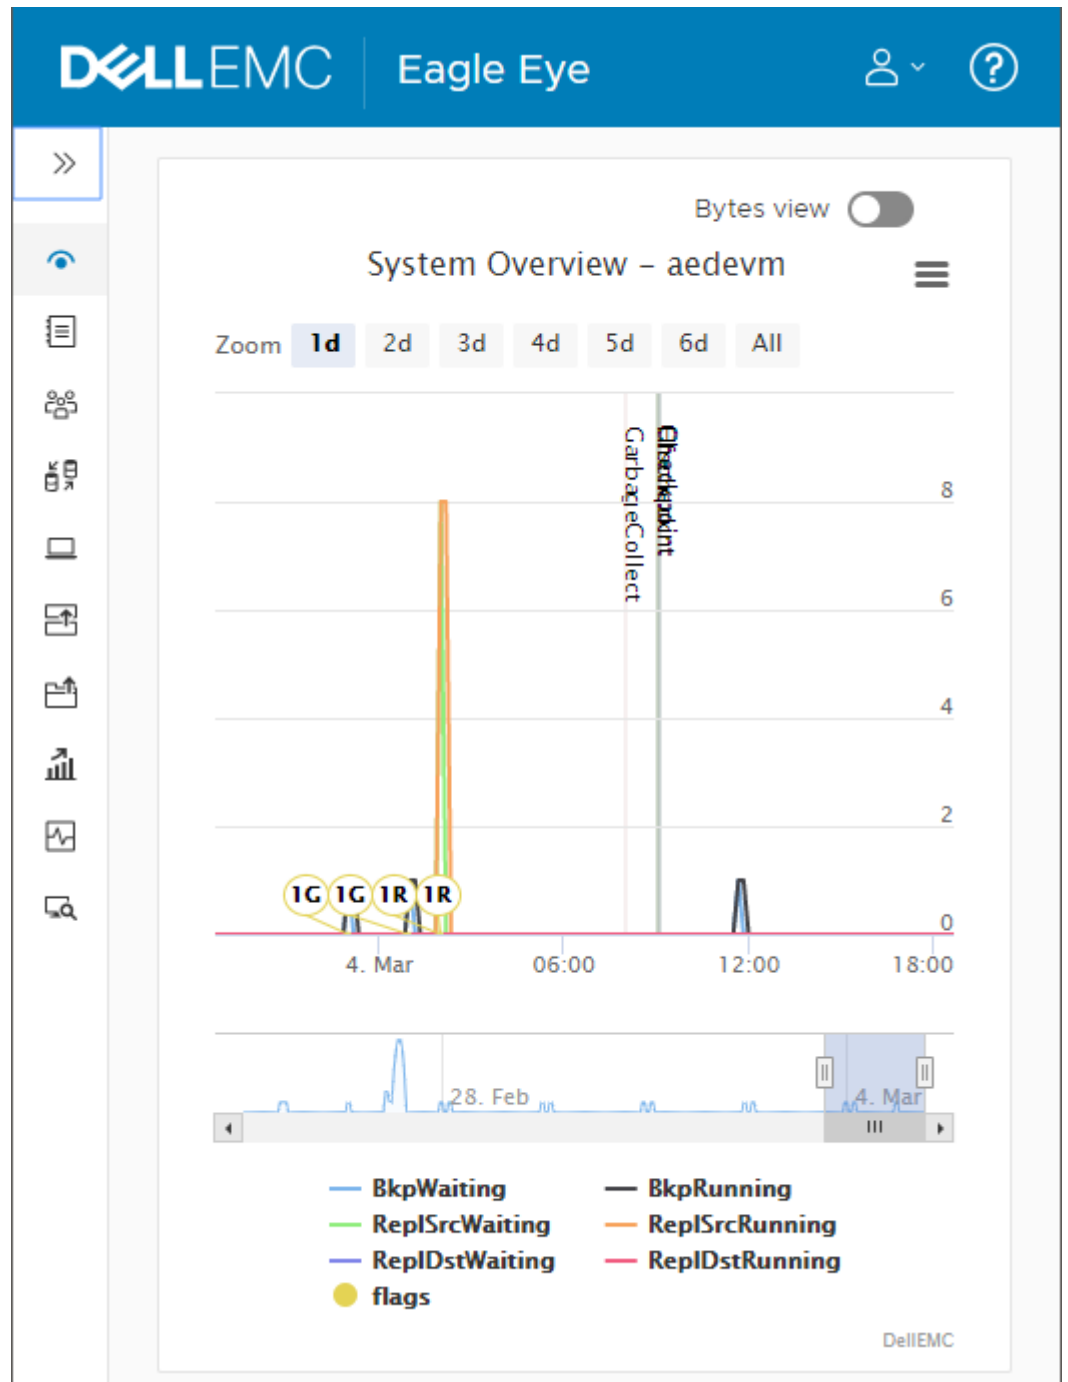 DELLEMC Eagle Eye
Bytes view
System Overview - aedevm
Zoom 1d 2d 3d 4d 5d 6d All
GarbageCollect
Checkpoint
8
6
4
2
0
1G 1G 1R 1R
4. Mar 06:00 12:00 18:00
28. Feb 4. Mar
BkpWaiting BkpRunning
ReplSrcWaiting ReplSrcRunning
ReplDstWaiting ReplDstRunning
flags
DellEMC